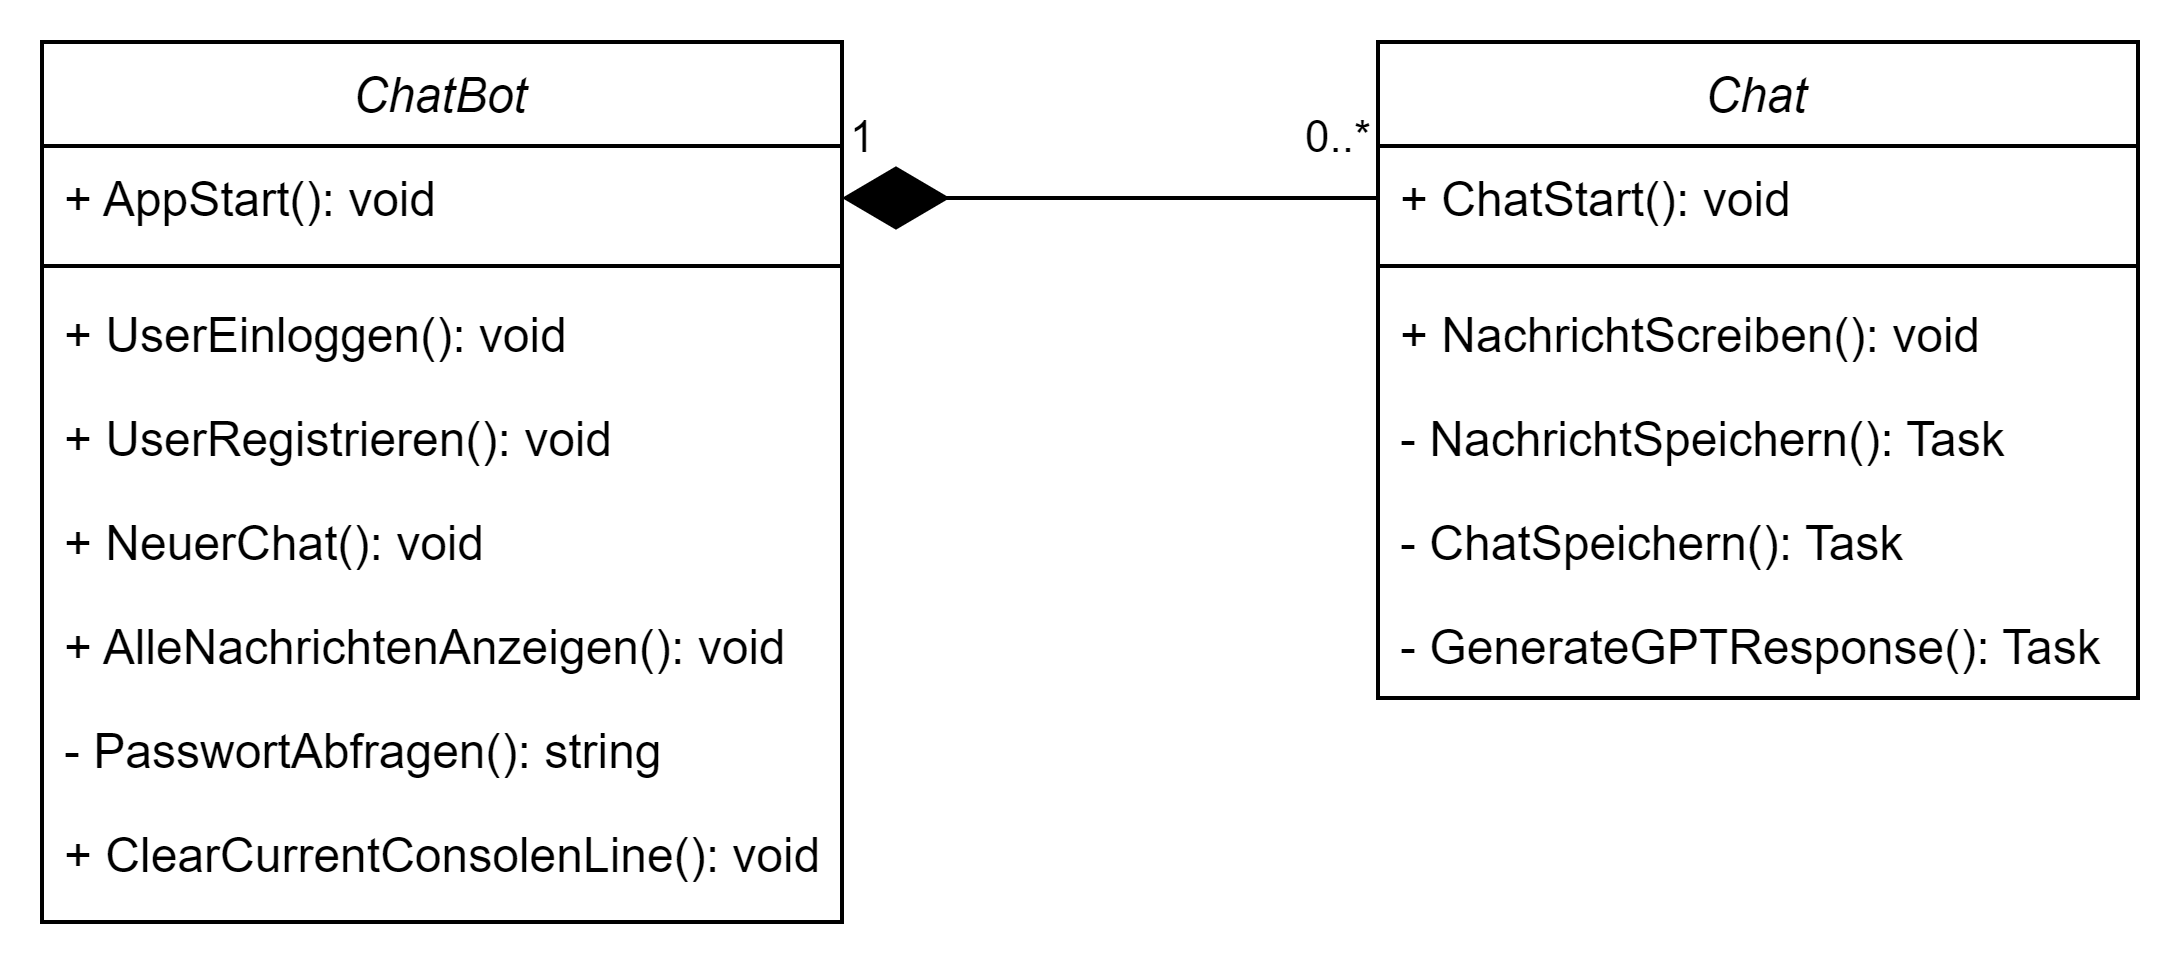 ChatBot
+ AppStart(): void
+ UserEinloggen(): void
+ UserRegistrieren(): void
+ NeuerChat(): void
+ AlleNachrichtenAnzeigen(): void
- PasswortAbfragen(): string
+ ClearCurrentConsolenLine(): void
1
0..*
Chat
+ ChatStart(): void
+ NachrichtScreiben(): void
- NachrichtSpeichern(): Task
- ChatSpeichern(): Task
- GenerateGPTResponse(): Task